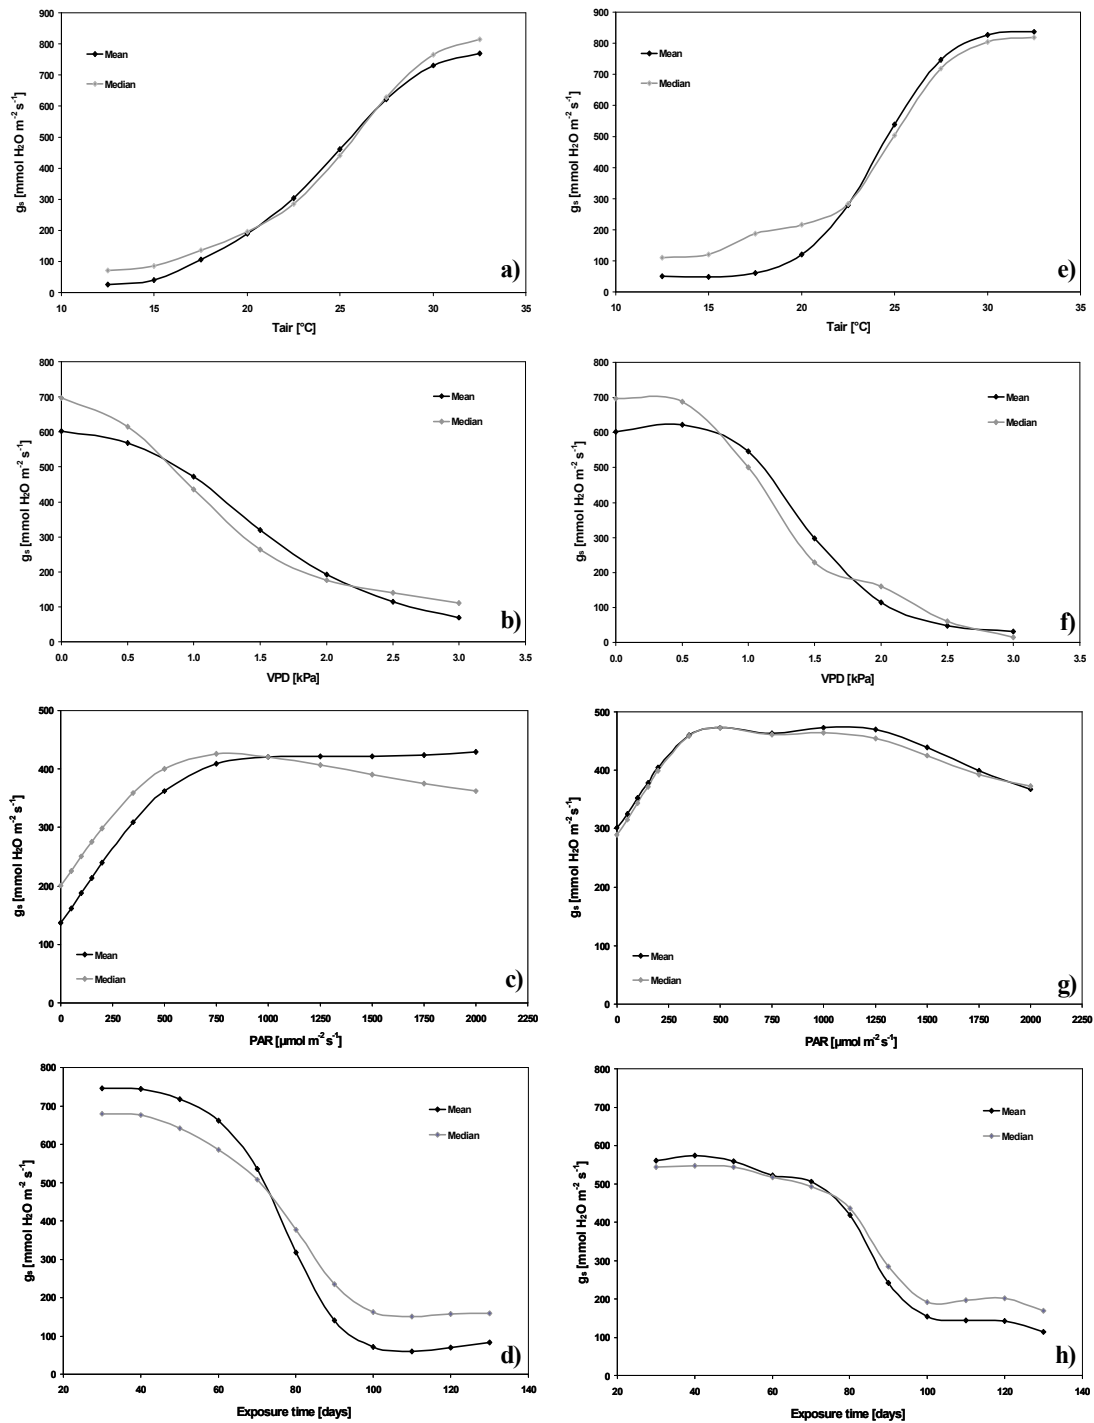 900
800
700
600
500
400
300
200
100
0
gs [mmol H2O m-2 s-1]
Mean
Median
a)
10 15 20 25 30 35
Tair [°C]
900
800
700
600
500
400
300
200
100
0
gs [mmol H2O m-2 s-1]
Mean
Median
e)
10 15 20 25 30 35
Tair [°C]
800
700
600
500
400
300
200
100
0
gs [mmol H2O m-2 s-1]
Mean
Median
b)
0.0 0.5 1.0 1.5 2.0 2.5 3.0 3.5
VPD [kPa]
800
700
600
500
400
300
200
100
0
gs [mmol H2O m-2 s-1]
Mean
Median
f)
0.0 0.5 1.0 1.5 2.0 2.5 3.0 3.5
VPD [kPa]
500
400
300
200
100
0
gs [mmol H2O m-2 s-1]
Mean
Median
c)
0 250 500 750 1000 1250 1500 1750 2000 2250
PAR [µmol m-2 s-1]
500
400
300
200
100
0
gs [mmol H2O m-2 s-1]
Mean
Median
g)
0 250 500 750 1000 1250 1500 1750 2000 2250
PAR [µmol m-2 s-1]
800
700
600
500
400
300
200
100
0
gs [mmol H2O m-2 s-1]
Mean
Median
d)
20 40 60 80 100 120 140
Exposure time [days]
800
700
600
500
400
300
200
100
0
gs [mmol H2O m-2 s-1]
Mean
Median
h)
20 40 60 80 100 120 140
Exposure time [days]